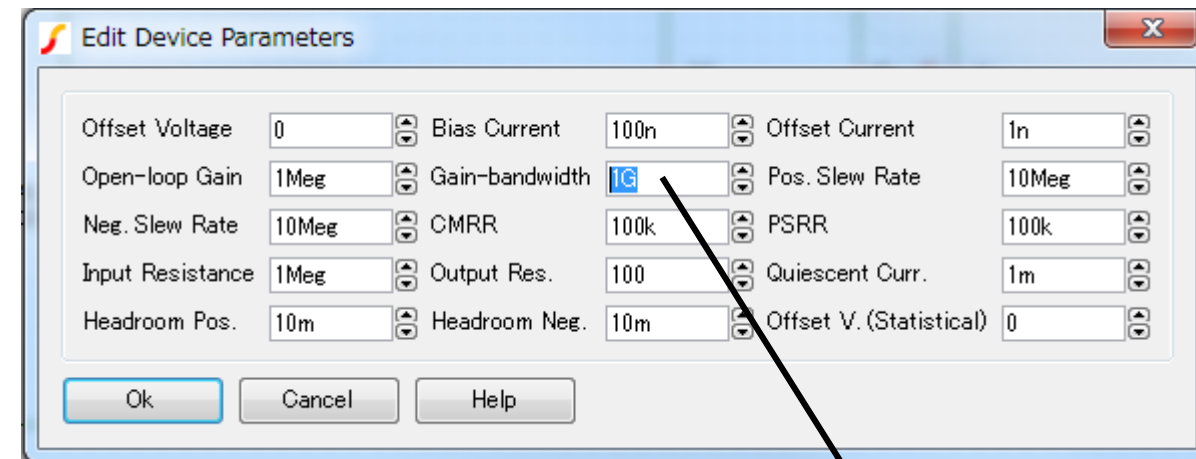 Edit Device Parameters
Offset Voltage 0 Bias Current 100n Offset Current 1n
Open-loop Gain 1Meg Gain-bandwidth 1G Pos. Slew Rate 10Meg
Neg. Slew Rate 10Meg CMRR 100k PSRR 100k
Input Resistance 1Meg Output Res. 100 Quiescent Curr. 1m
Headroom Pos. 10m Headroom Neg. 10m Offset V. (Statistical) 0
Ok Cancel Help